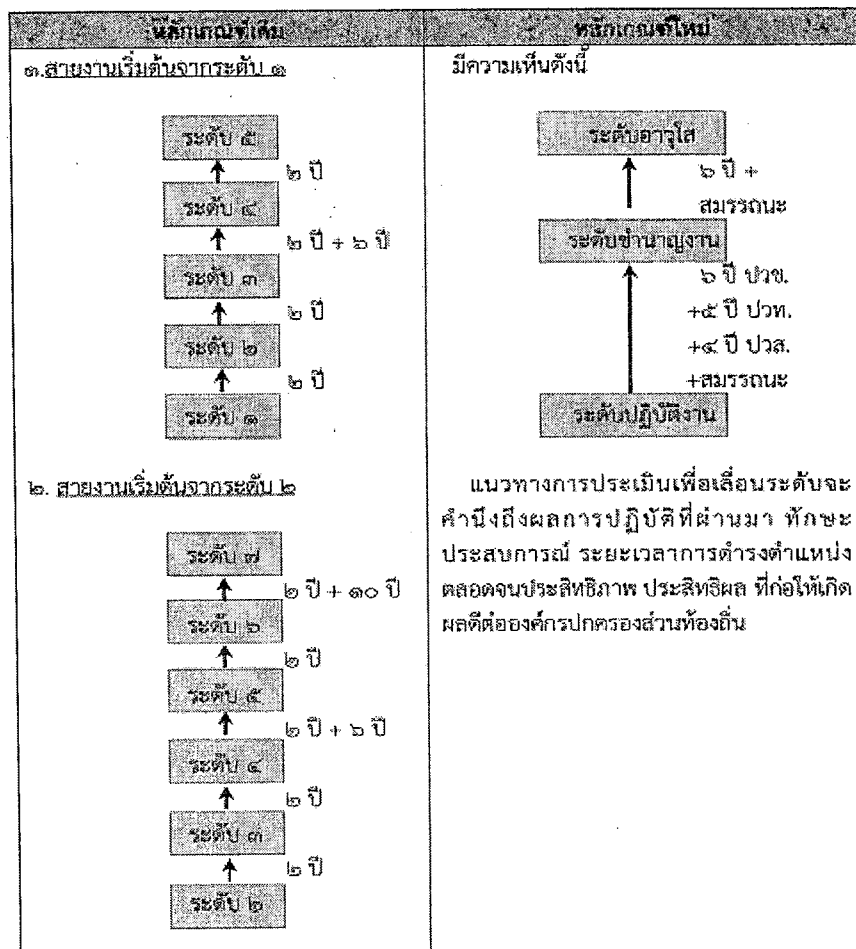 หลักเกณฑ์เดิม
๑.สายงานเริ่มต้นจากระดับ ๑
ระดับ ๕
๒ ปี
ระดับ ๔
๒ ปี + ๖ ปี
ระดับ ๓
๒ ปี
ระดับ ๒
๒ ปี
ระดับ ๑
๒. สายงานเริ่มต้นจากระดับ ๒
ระดับ ๗
๒ ปี + ๑๐ ปี
ระดับ ๖
๒ ปี
ระดับ ๕
๒ ปี + ๖ ปี
ระดับ ๔
๒ ปี
ระดับ ๓
๒ ปี
ระดับ ๒
หลักเกณฑ์ใหม่
มีความเห็นดังนี้
ระดับอาวุโส
๖ ปี +
สมรรถนะ
ระดับชำนาญงาน
๖ ปี ปวช.
+๕ ปี ปวท.
+๔ ปี ปวส.
+สมรรถนะ
ระดับปฏิบัติงาน
แนวทางการประเมินเพื่อเลื่อนระดับจะ
คำนึงถึงผลการปฏิบัติที่ผ่านมา ทักษะ
ประสบการณ์ ระยะเวลาการดำรงตำแหน่ง
ตลอดจนประสิทธิภาพ ประสิทธิผล ที่ก่อให้เกิด
ผลดีต่อองค์กรปกครองส่วนท้องถิ่น